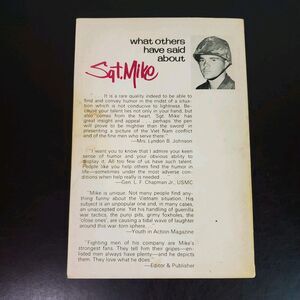 what others
have said
about
Sgt. Mike
It is a rare quality indeed to be able to
find and convey humor in the midst of a situa-
tion which is not conducive to lightness. Be-
cause your talent lies not only in your hand, but
also comes from the heart, 'Sgt. Mike' has
great insight and appeal . . . perhaps 'the pen
will prove to be mightier than the sword' in
presenting a picture of the Viet Nam conflict
and of the fine men who serve there."
—Mrs. Lyndon B. Johnson
"I want you to know that I admire your keen
sense of humor and your obvious ability to
display it. All too few of us have such talent.
People like you help others find the humor in
life—sometimes under the most adverse con-
ditions when help really is needed . . ."
—Gen. L. F. Chapman Jr., USMC
"Mike is unique. Not many people find any-
thing funny about the Vietnam situation. His
subject is an unpopular one and, in many cases,
an unaccepted one. Yet his handling of guerrilla
war tactics, the punji pits, grimy foxholes, the
'close ones', are causing a tidal wave of laughter
around this war-torn sphere. . ."
—Youth in Action Magazine
"Fighting men of his company are Mike's
strongest fans. They tell him their gripes—en-
listed men always have plenty—and he depicts
them. They love what he does"
—Editor & Publisher